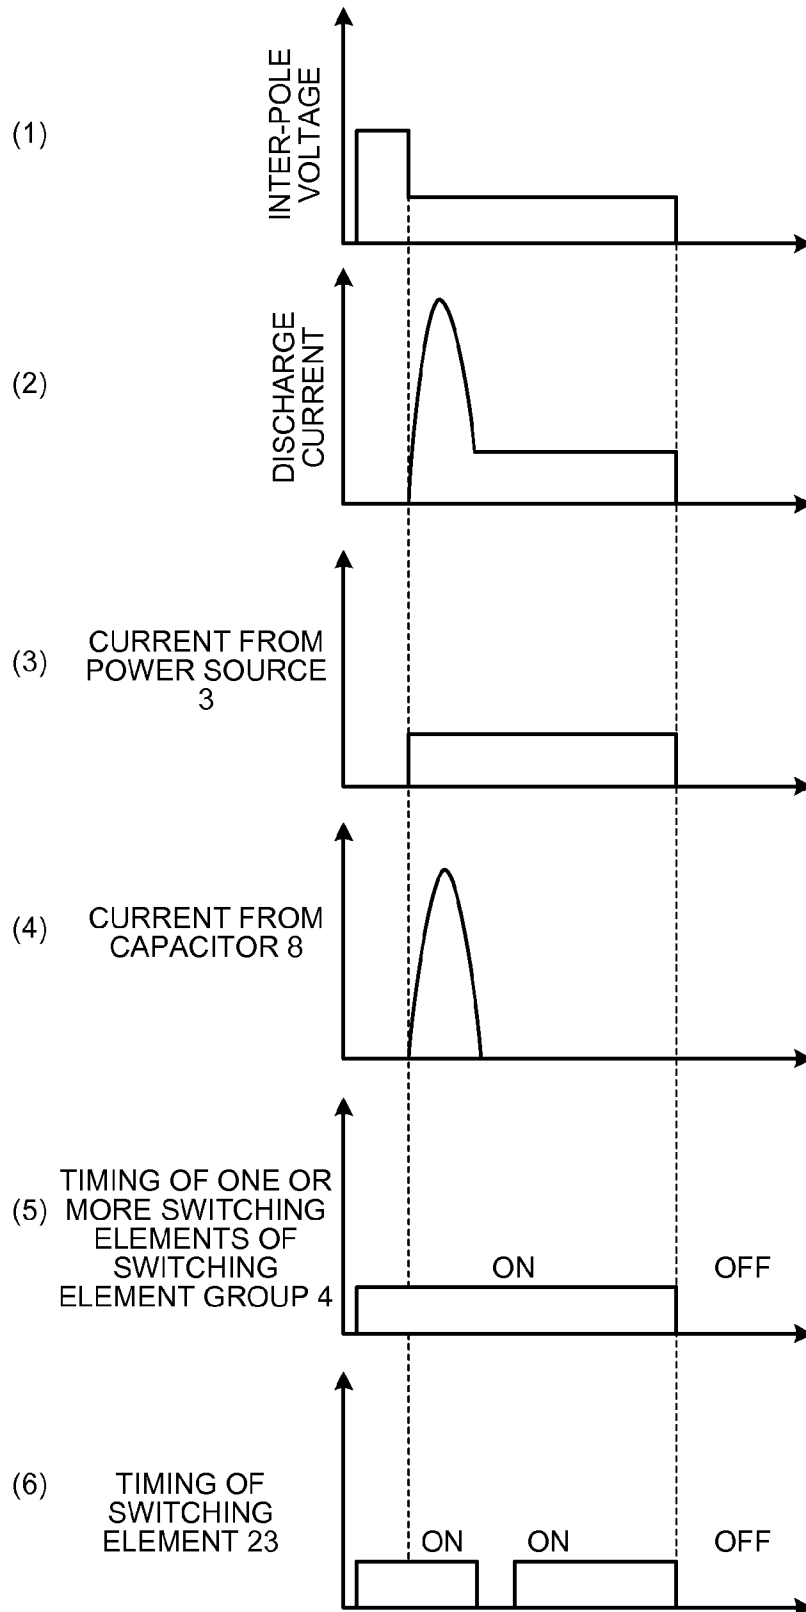 (1)
INTER-POLE
VOLTAGE
(2)
DISCHARGE
CURRENT
(3)
CURRENT FROM
POWER SOURCE
3
(4)
CURRENT FROM
CAPACITOR 8
(5)
TIMING OF ONE OR
MORE SWITCHING
ELEMENTS OF
SWITCHING
ELEMENT GROUP 4
ON
OFF
(6)
TIMING OF
SWITCHING
ELEMENT 23
ON
ON
OFF